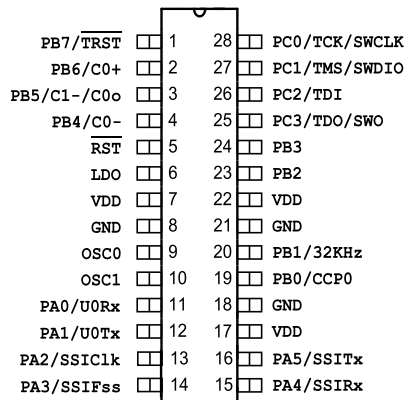 PB7/TRST 1 28 PC0/TCK/SWCLK
PB6/C0+ 2 27 PC1/TMS/SWDIO
PB5/C1-/C0o 3 26 PC2/TDI
PB4/C0- 4 25 PC3/TDO/SWO
RST 5 24 PB3
LDO 6 23 PB2
VDD 7 22 VDD
GND 8 21 GND
OSC0 9 20 PB1/32KHz
OSC1 10 19 PB0/CCP0
PA0/U0Rx 11 18 GND
PA1/U0Tx 12 17 VDD
PA2/SSIClk 13 16 PA5/SSITx
PA3/SSIFss 14 15 PA4/SSIRx